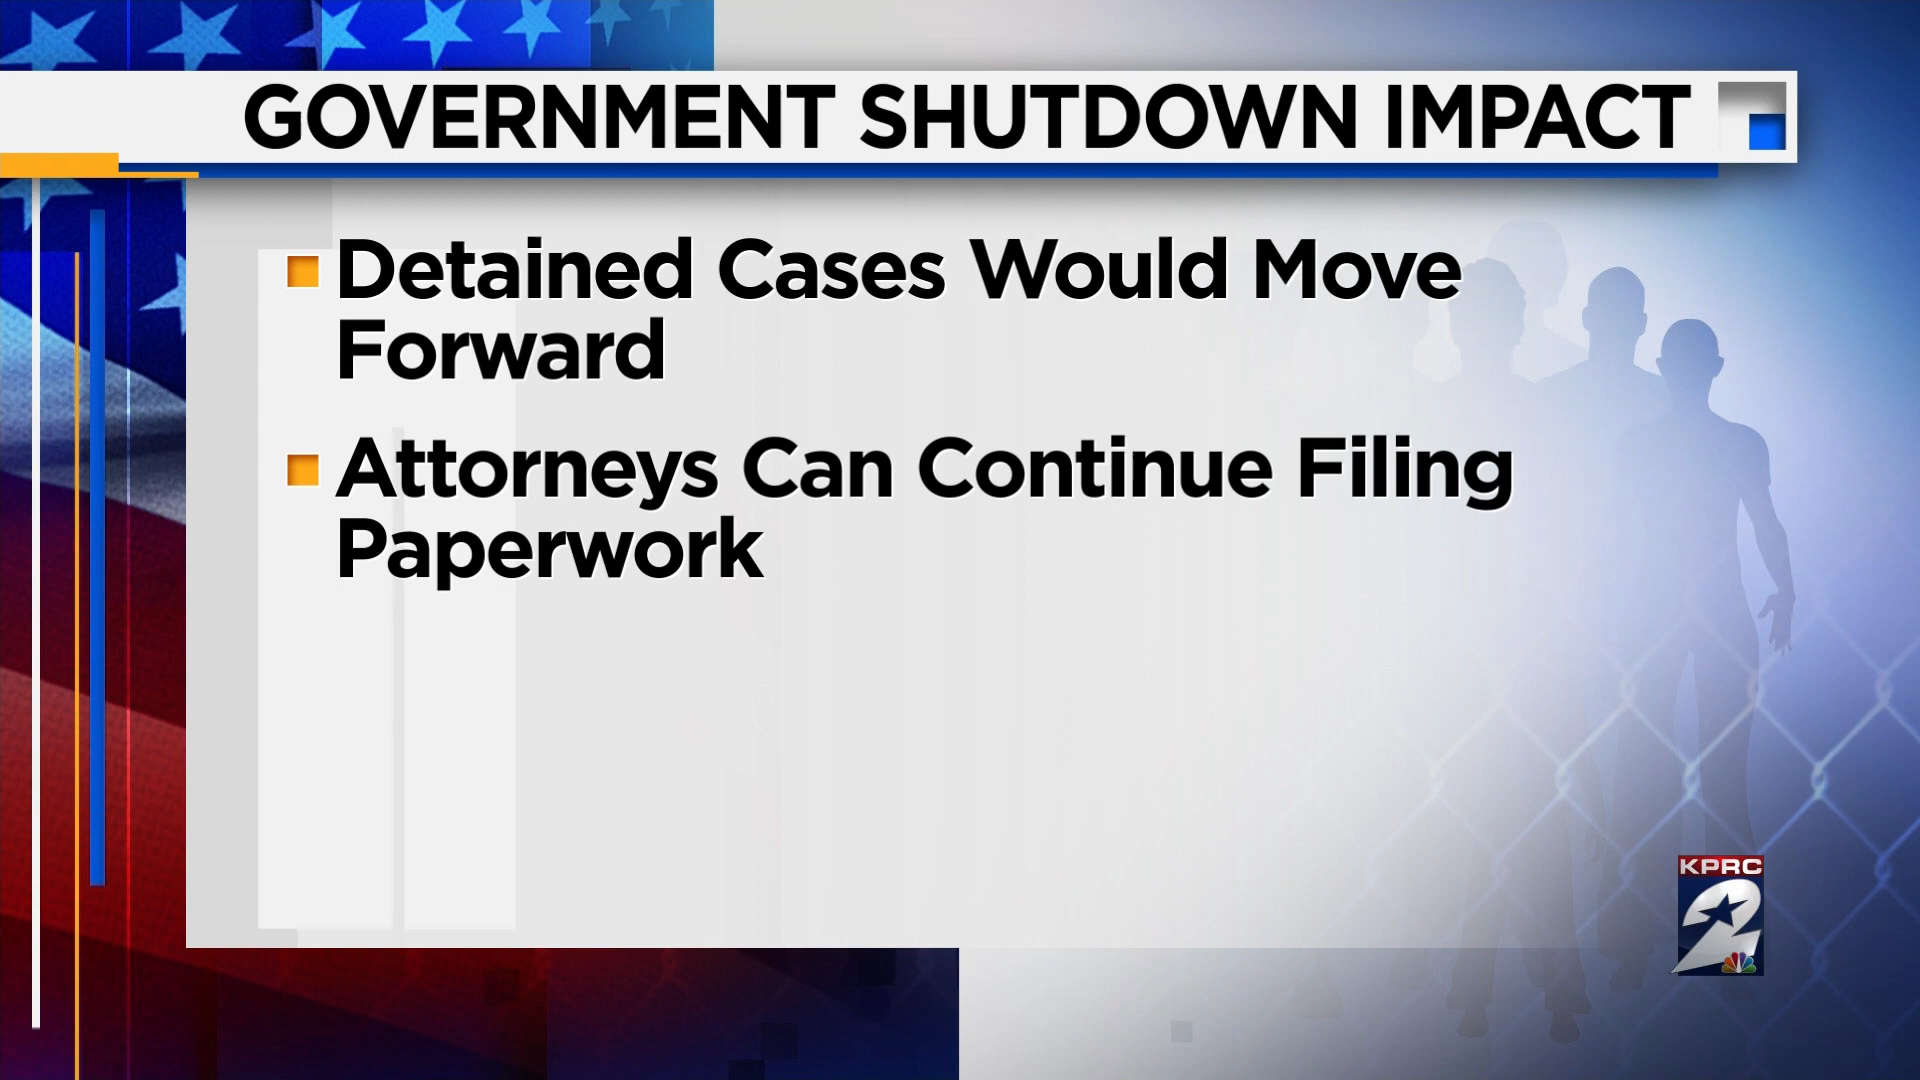 GOVERNMENT SHUTDOWN IMPACT
Detained Cases Would Move
Forward
Attorneys Can Continue Filing
Paperwork
KPRC
2